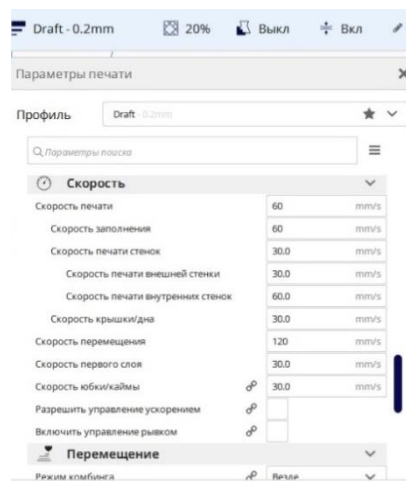 Draft - 0.2mm 20% Выкл Вкл
Параметры печати
Профиль Draft 0.2mm
Параметры поиска
Скорость
Скорость печати 60 mm/s
Скорость заполнения 60 mm/s
Скорость печати стенок 30.0 mm/s
Скорость печати внешней стенки 30.0 mm/s
Скорость печати внутренних стенок 60.0 mm/s
Скорость крышки/дна 30.0 mm/s
Скорость перемещения 120 mm/s
Скорость первого слоя 30.0 mm/s
Скорость юбки/каймы 30.0 mm/s
Разрешить управление ускорением
Включить управление рывком
Перемещение
Режим комбинга Везде